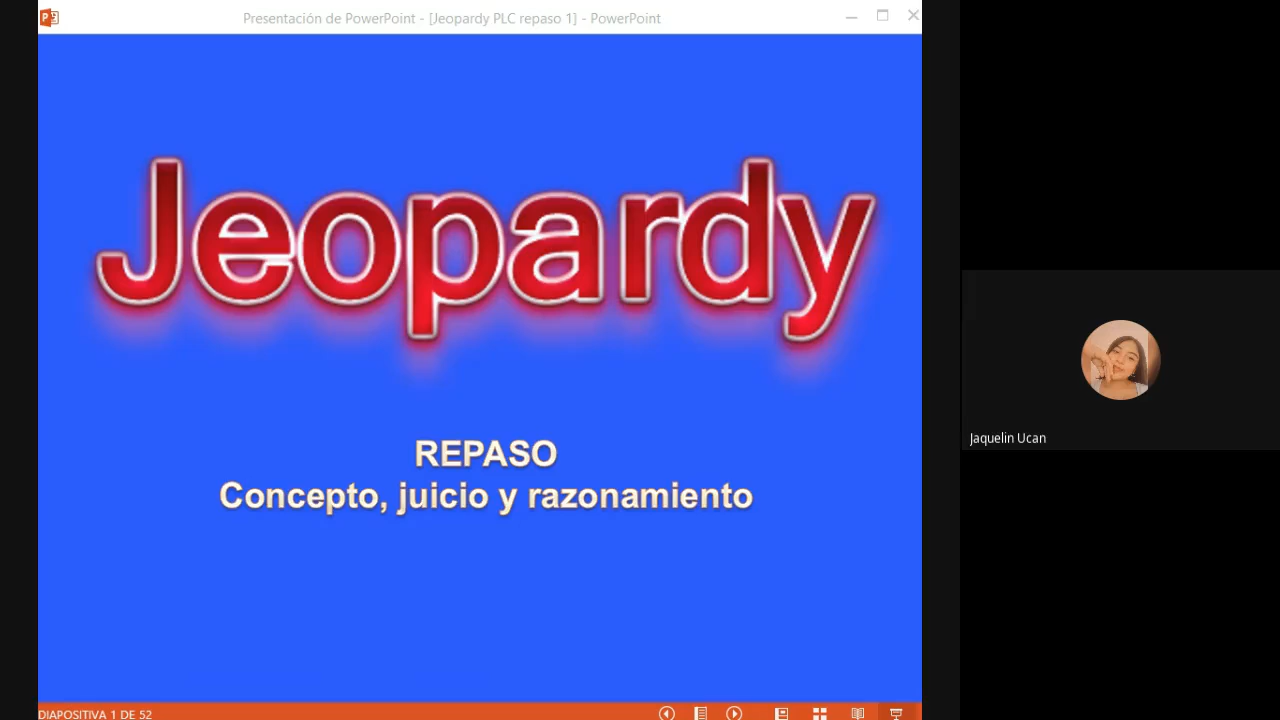 Presentación de PowerPoint - [Jeopardy PLC repaso 1] - PowerPoint
Jeopardy
REPASO
Concepto, juicio y razonamiento
Jaquelin Ucan
DIAPOSITIVA 1 DE 52